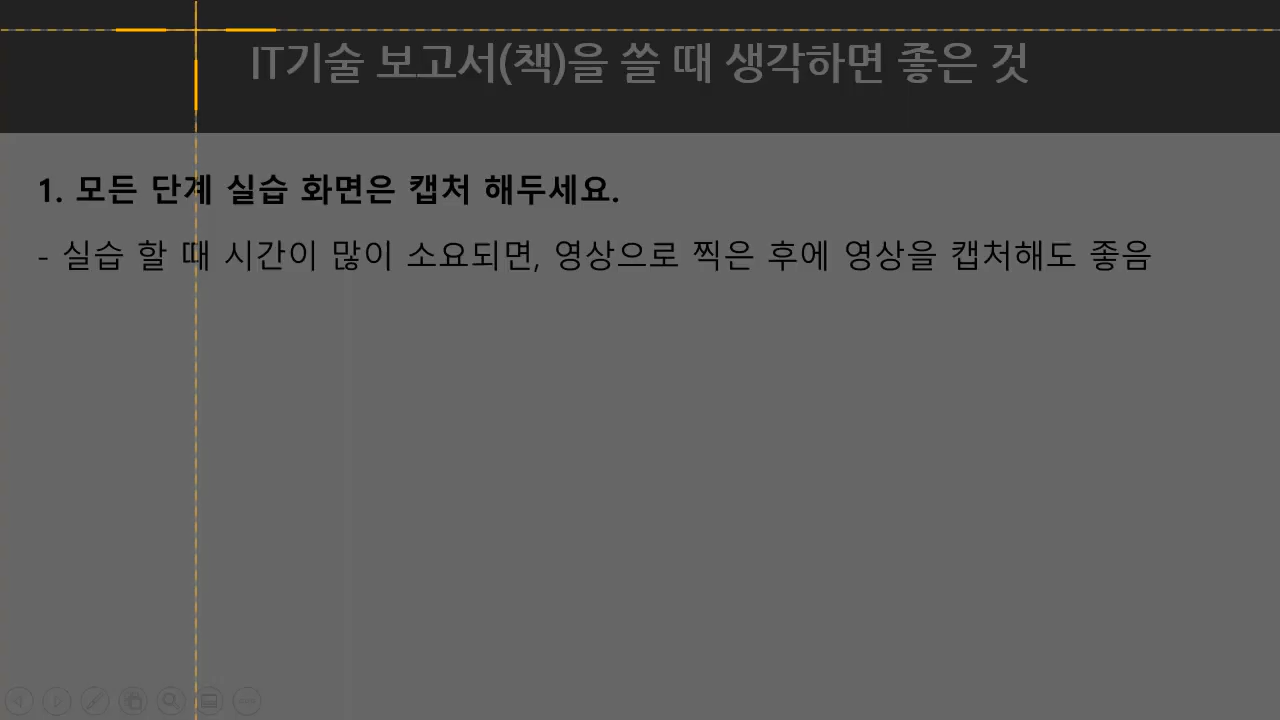 IT기술 보고서(책)을 쓸 때 생각하면 좋은 것
1. 모든 단계 실습 화면은 캡처 해두세요.
- 실습 할 때 시간이 많이 소요되면, 영상으로 찍은 후에 영상을 캡처해도 좋음